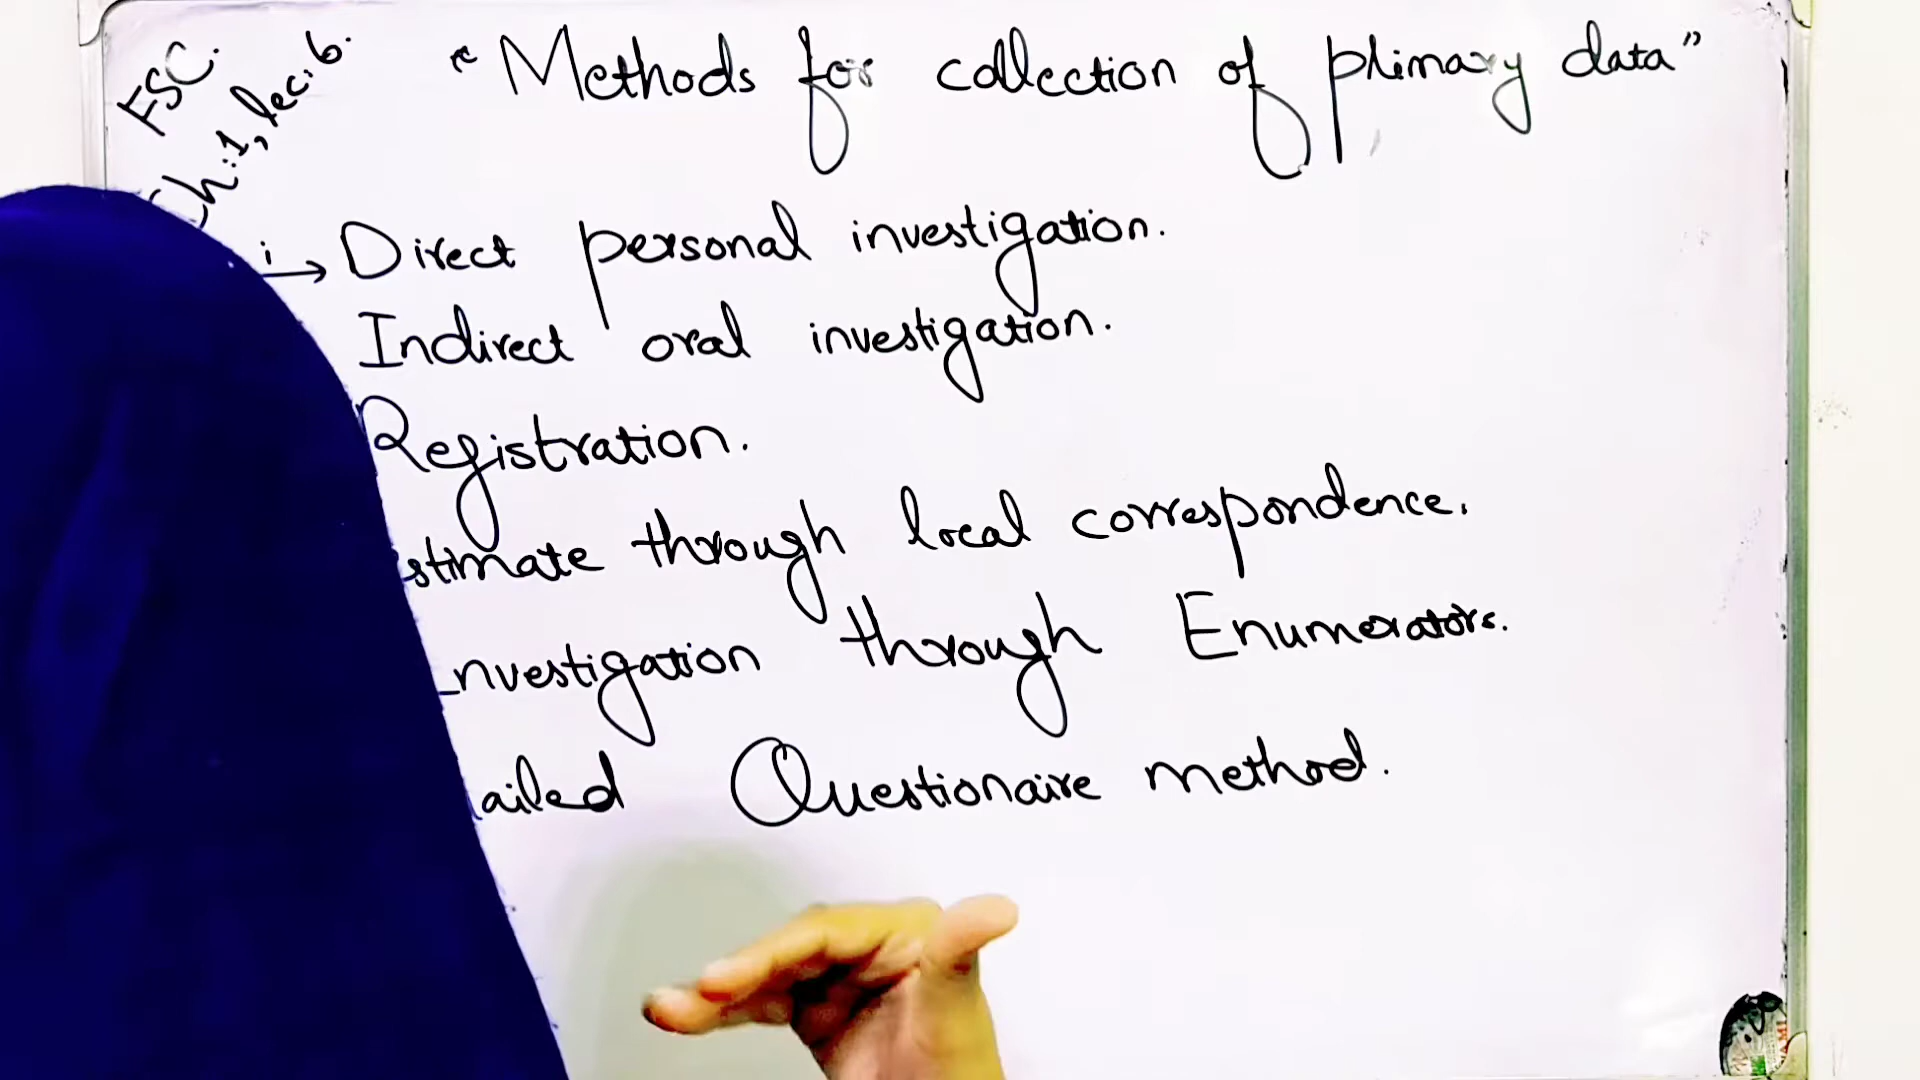 FSC.
Ch:1, lec:6.
"Methods for collection of primary data"
i → Direct personal investigation.
Indirect oral investigation.
Registration.
stimate through local correspondence.
nvestigation through Enumerators.
ailed Questionaire method.